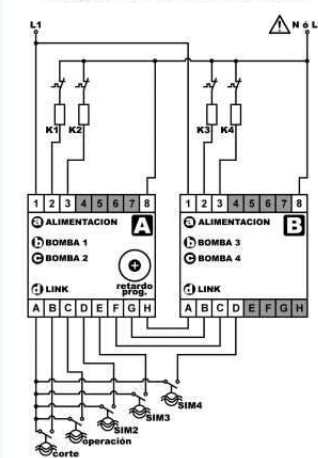 L1 N ó L
K1 K2 K3 K4
1 2 3 4 5 6 7 8 1 2 3 4 5 6 7 8
a ALIMENTACION A a ALIMENTACION B
b BOMBA 1 b BOMBA 3
c BOMBA 2 c BOMBA 4
retardo
prog.
d LINK d LINK
A B C D E F G H A B C D E F G H
SIM4
SIM3
SIM2
operación
corte